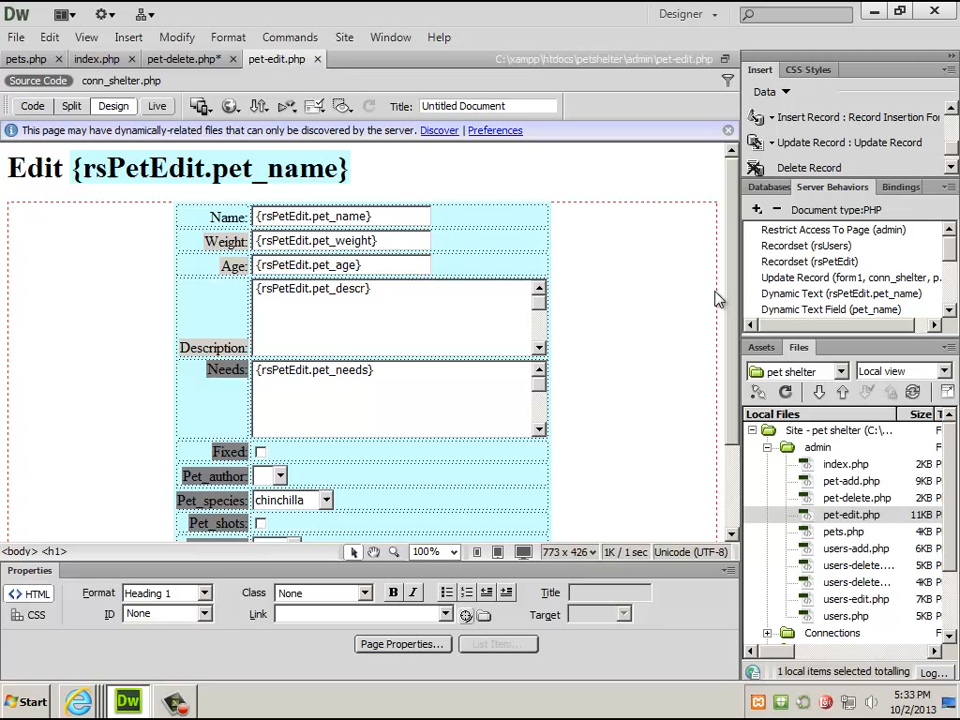 Dw
Designer
File Edit View Insert Modify Format Commands Site Window Help
pets.php × index.php × pet-delete.php* × pet-edit.php ×
C:\xampp\htdocs\petshelter\admin\pet-edit.php
Source Code conn_shelter.php
Code Split Design Live Title: Untitled Document
This page may have dynamically-related files that can only be discovered by the server. Discover | Preferences
Edit {rsPetEdit.pet_name}
Name: {rsPetEdit.pet_name}
Weight: {rsPetEdit.pet_weight}
Age: {rsPetEdit.pet_age}
{rsPetEdit.pet_descr}
Description:
Needs: {rsPetEdit.pet_needs}
Fixed:
Pet_author:
Pet_species: chinchilla
Pet_shots:
<body> <h1>
100% 773 x 426 1K / 1 sec Unicode (UTF-8)
Properties
<> HTML Format Heading 1 Class None B I Title
CSS ID None Link Target
Page Properties... List Item...
Insert CSS Styles
Data
Insert Record : Record Insertion For
Update Record : Update Record
Delete Record
Databases Server Behaviors Bindings
Document type:PHP
Restrict Access To Page (admin)
Recordset (rsUsers)
Recordset (rsPetEdit)
Update Record (form1, conn_shelter, p.
Dynamic Text (rsPetEdit.pet_name)
Dynamic Text Field (pet_name)
Assets Files
pet shelter Local view
Local Files Size T
Site - pet shelter (C:\... F
admin F
index.php 2KB P
pet-add.php 9KB P
pet-delete.php 2KB P
pet-edit.php 11KB P
pets.php 4KB P
users-add.php 6KB P
users-delete.... 5KB P
users-delete... 5KB P
users-edit.php 7KB P
users.php 5KB P
Connections F
1 local items selected totalling Log...
Start
Dw
5:33 PM
10/2/2013